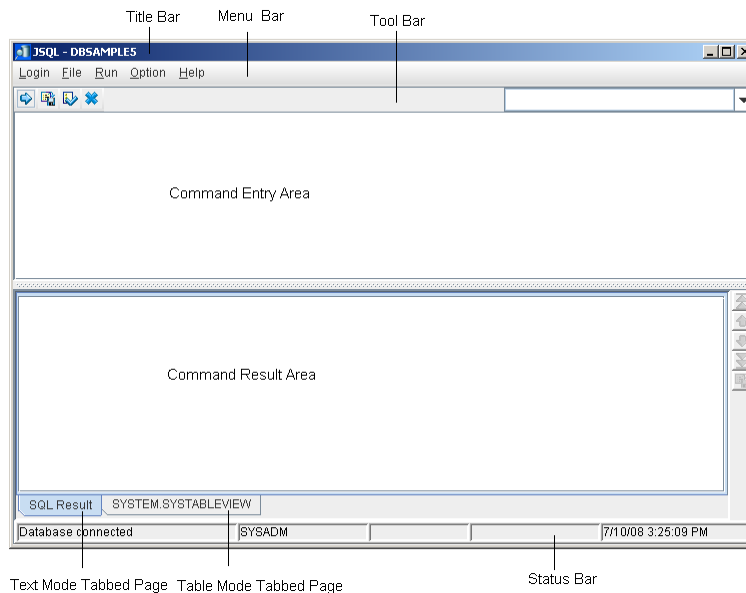 Title Bar
Menu  Bar
Tool Bar
JSQL - DBSAMPLE5
Login File Run Option Help
Command Entry Area
Command Result Area
SQL Result
SYSTEM.SYSTABLEVIEW
Database connected
SYSADM
7/10/08 3:25:09 PM
Text Mode Tabbed Page
Table Mode Tabbed Page
Status Bar